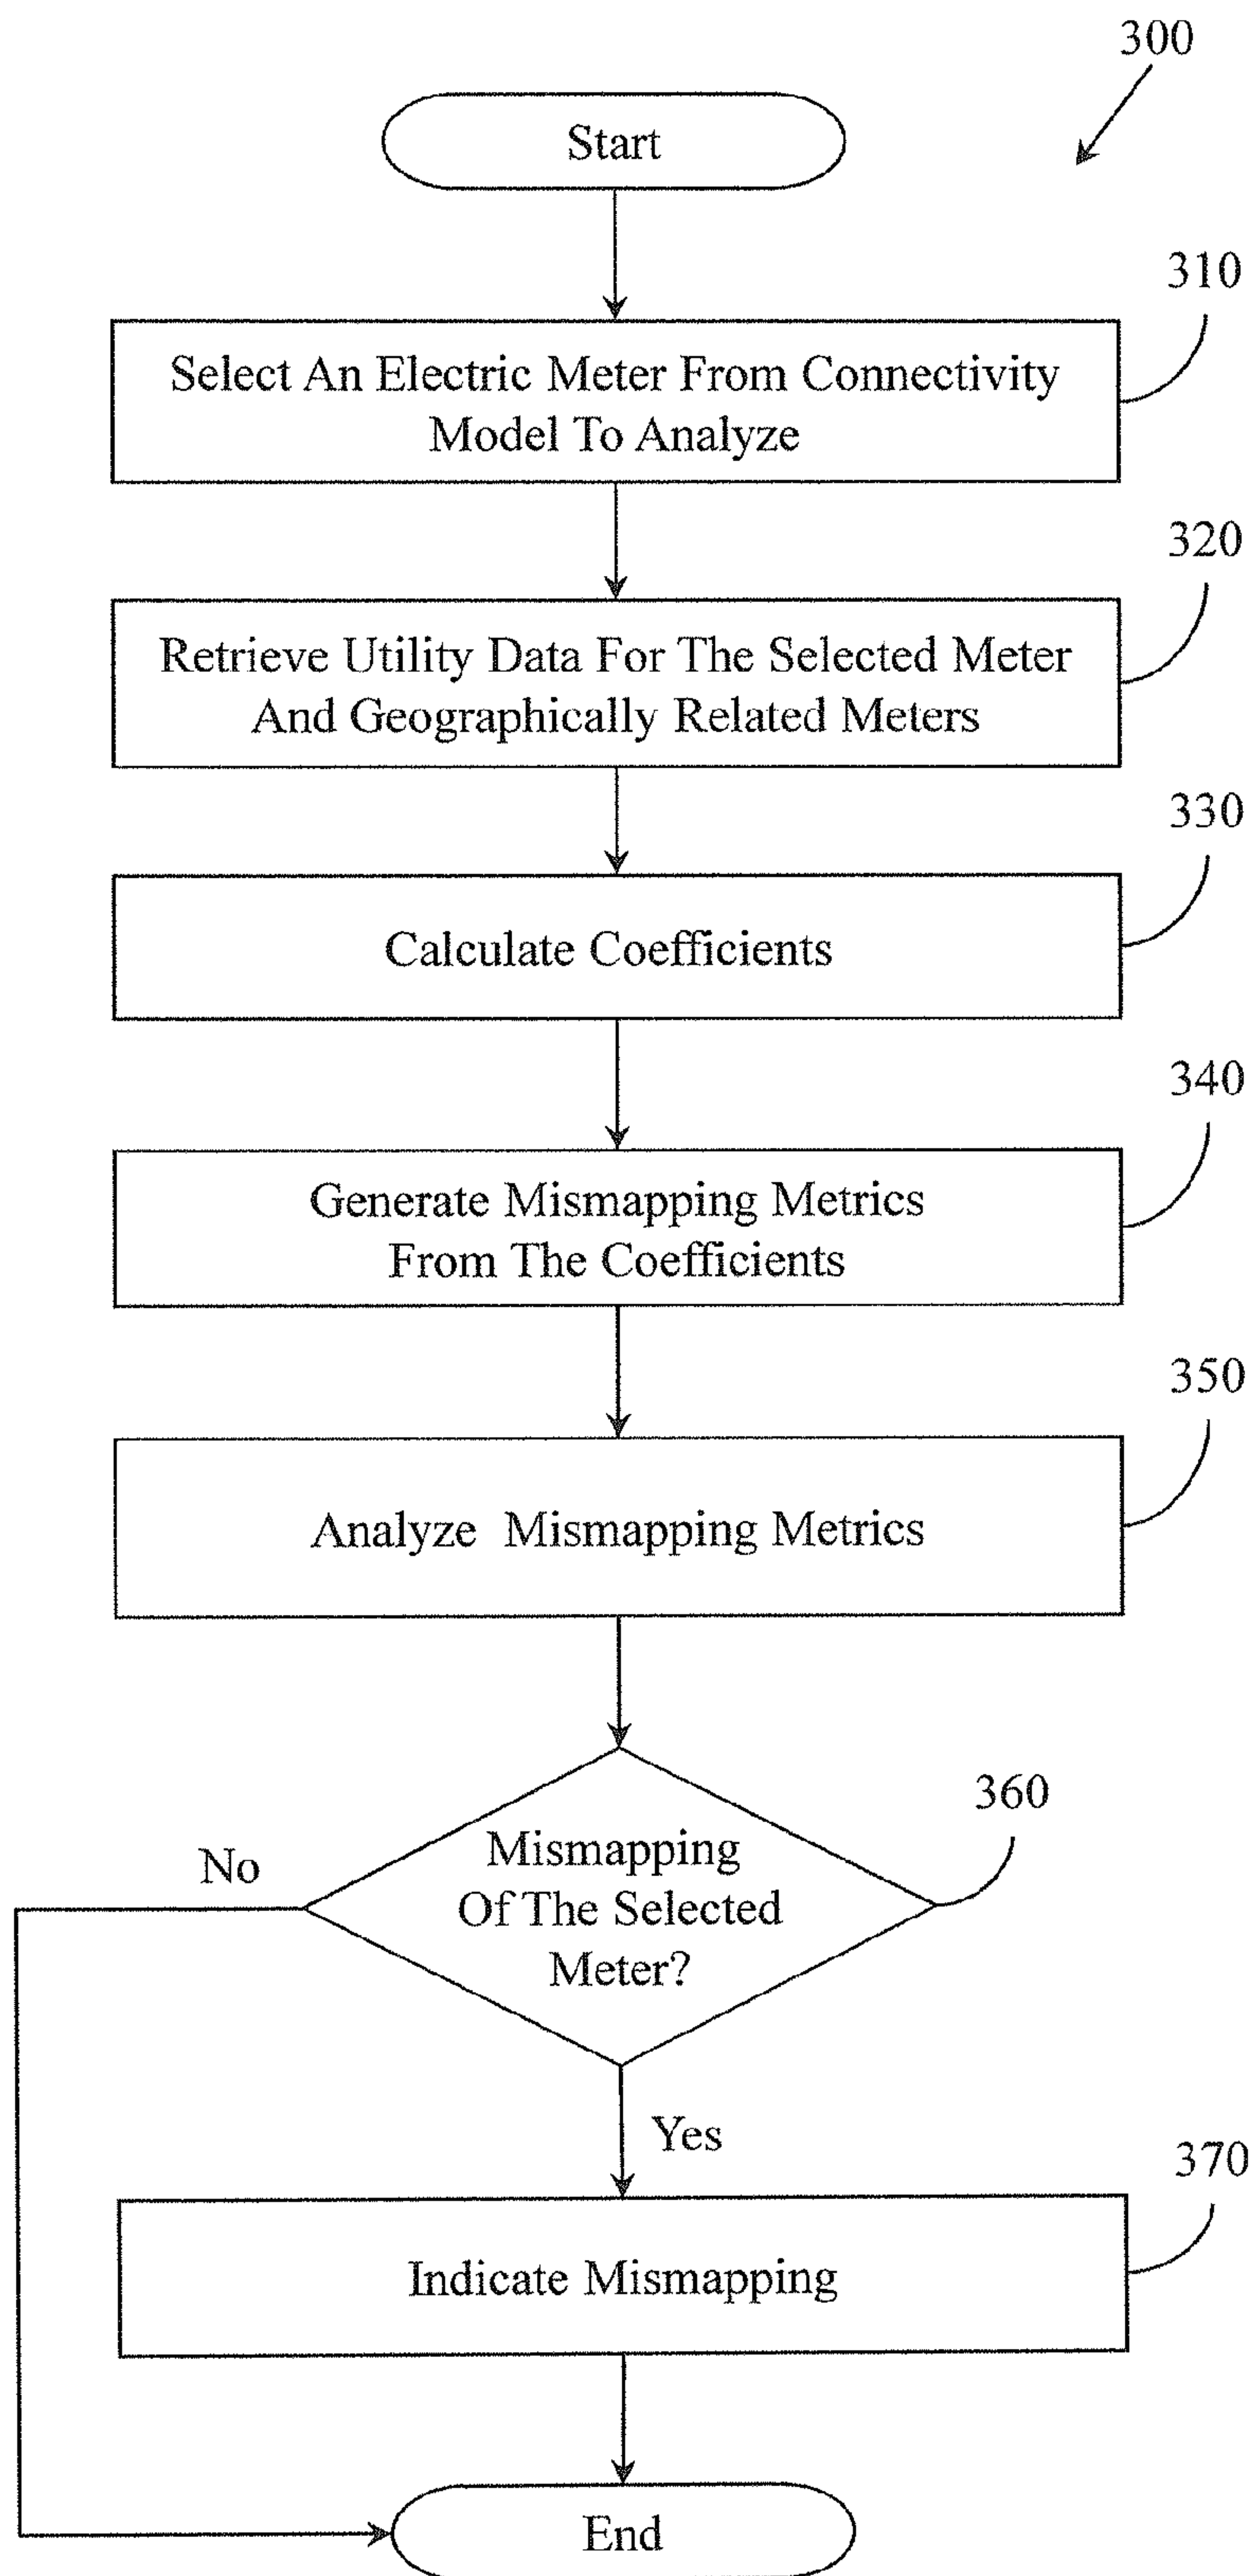 300
Start
310
Select An Electric Meter From Connectivity
Model To Analyze
320
Retrieve Utility Data For The Selected Meter
And Geographically Related Meters
330
Calculate Coefficients
340
Generate Mismapping Metrics
From The Coefficients
350
Analyze Mismapping Metrics
360
No
Mismapping
Of The Selected
Meter?
Yes
370
Indicate Mismapping
End